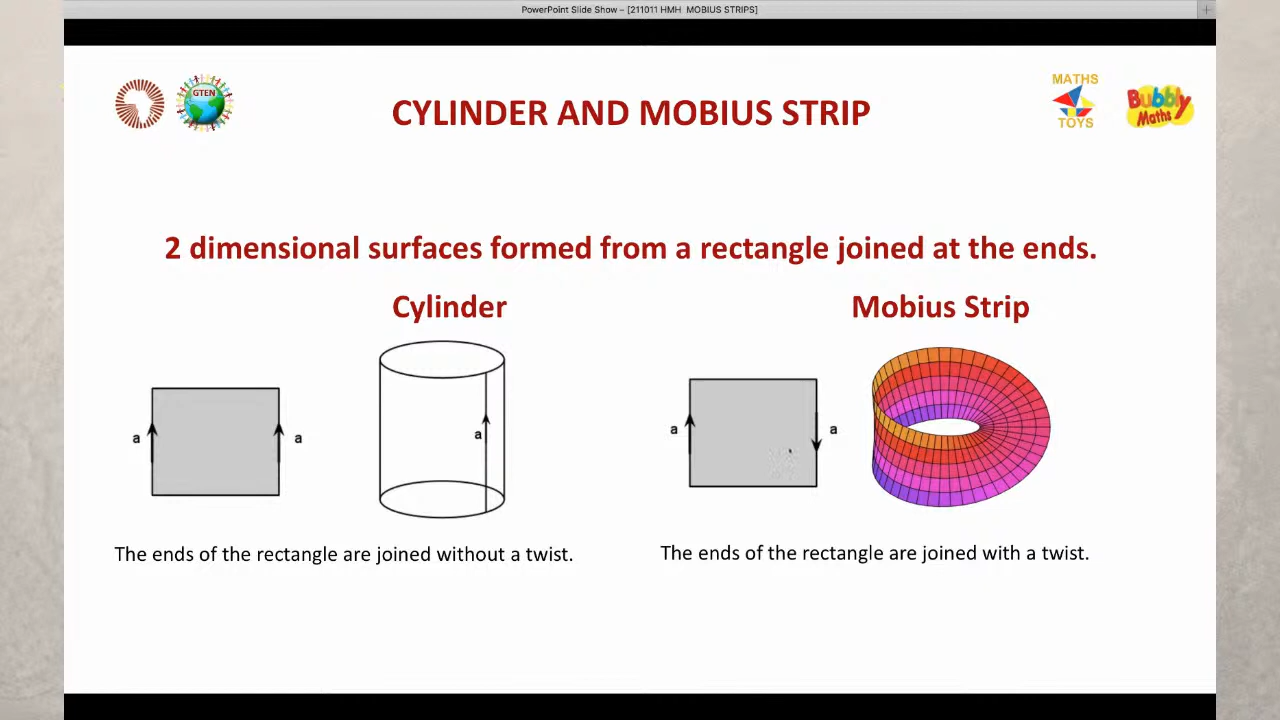 PowerPoint Slide Show – [211011 HMH  MOBIUS STRIPS]
GTEN
CYLINDER AND MOBIUS STRIP
MATHS
TOYS
Bubbly
Maths
2 dimensional surfaces formed from a rectangle joined at the ends.
Cylinder
Mobius Strip
a
a
a
a
a
The ends of the rectangle are joined without a twist.
The ends of the rectangle are joined with a twist.